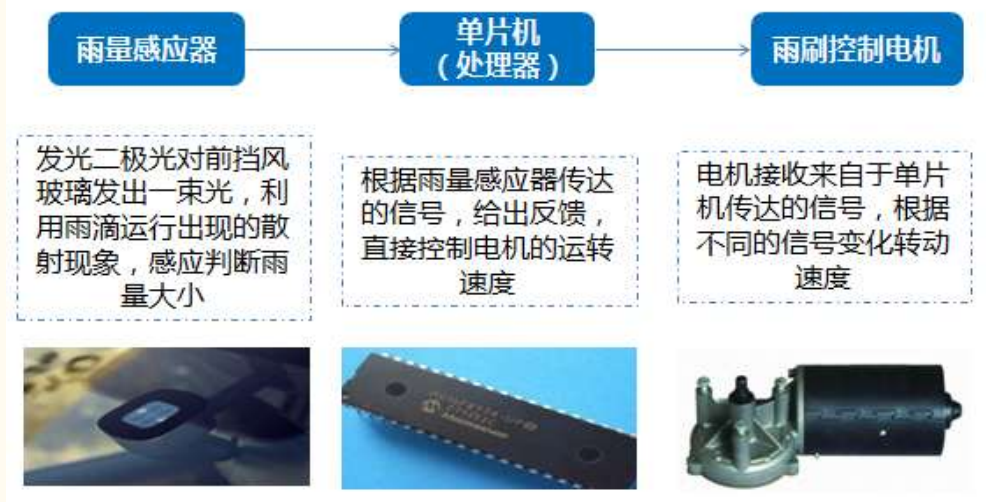 雨量感应器
单片机
（处理器）
雨刷控制电机
发光二极光对前挡风
玻璃发出一束光，利
用雨滴运行出现的散
射现象，感应判断雨
量大小
根据雨量感应器传达
的信号，给出反馈，
直接控制电机的运转
速度
电机接收来自于单片
机传达的信号，根据
不同的信号变化转动
速度